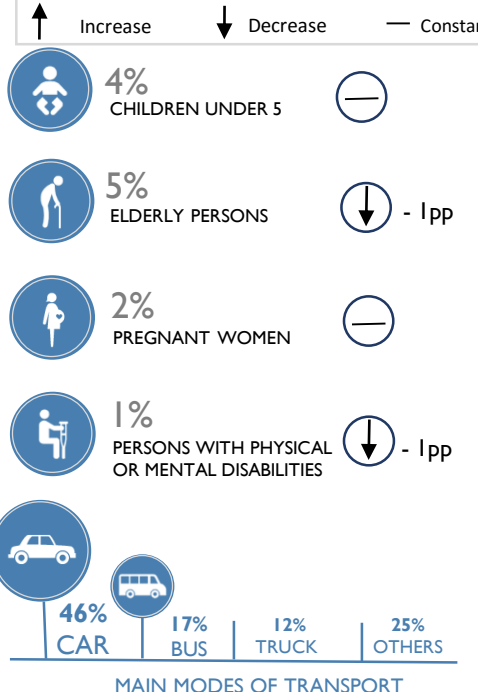 Increase Decrease Constan
4%
CHILDREN UNDER 5
5%
ELDERLY PERSONS
- 1pp
2%
PREGNANT WOMEN
1%
PERSONS WITH PHYSICAL
OR MENTAL DISABILITIES
- 1pp
46%
CAR
17%
BUS
12%
TRUCK
25%
OTHERS
MAIN MODES OF TRANSPORT